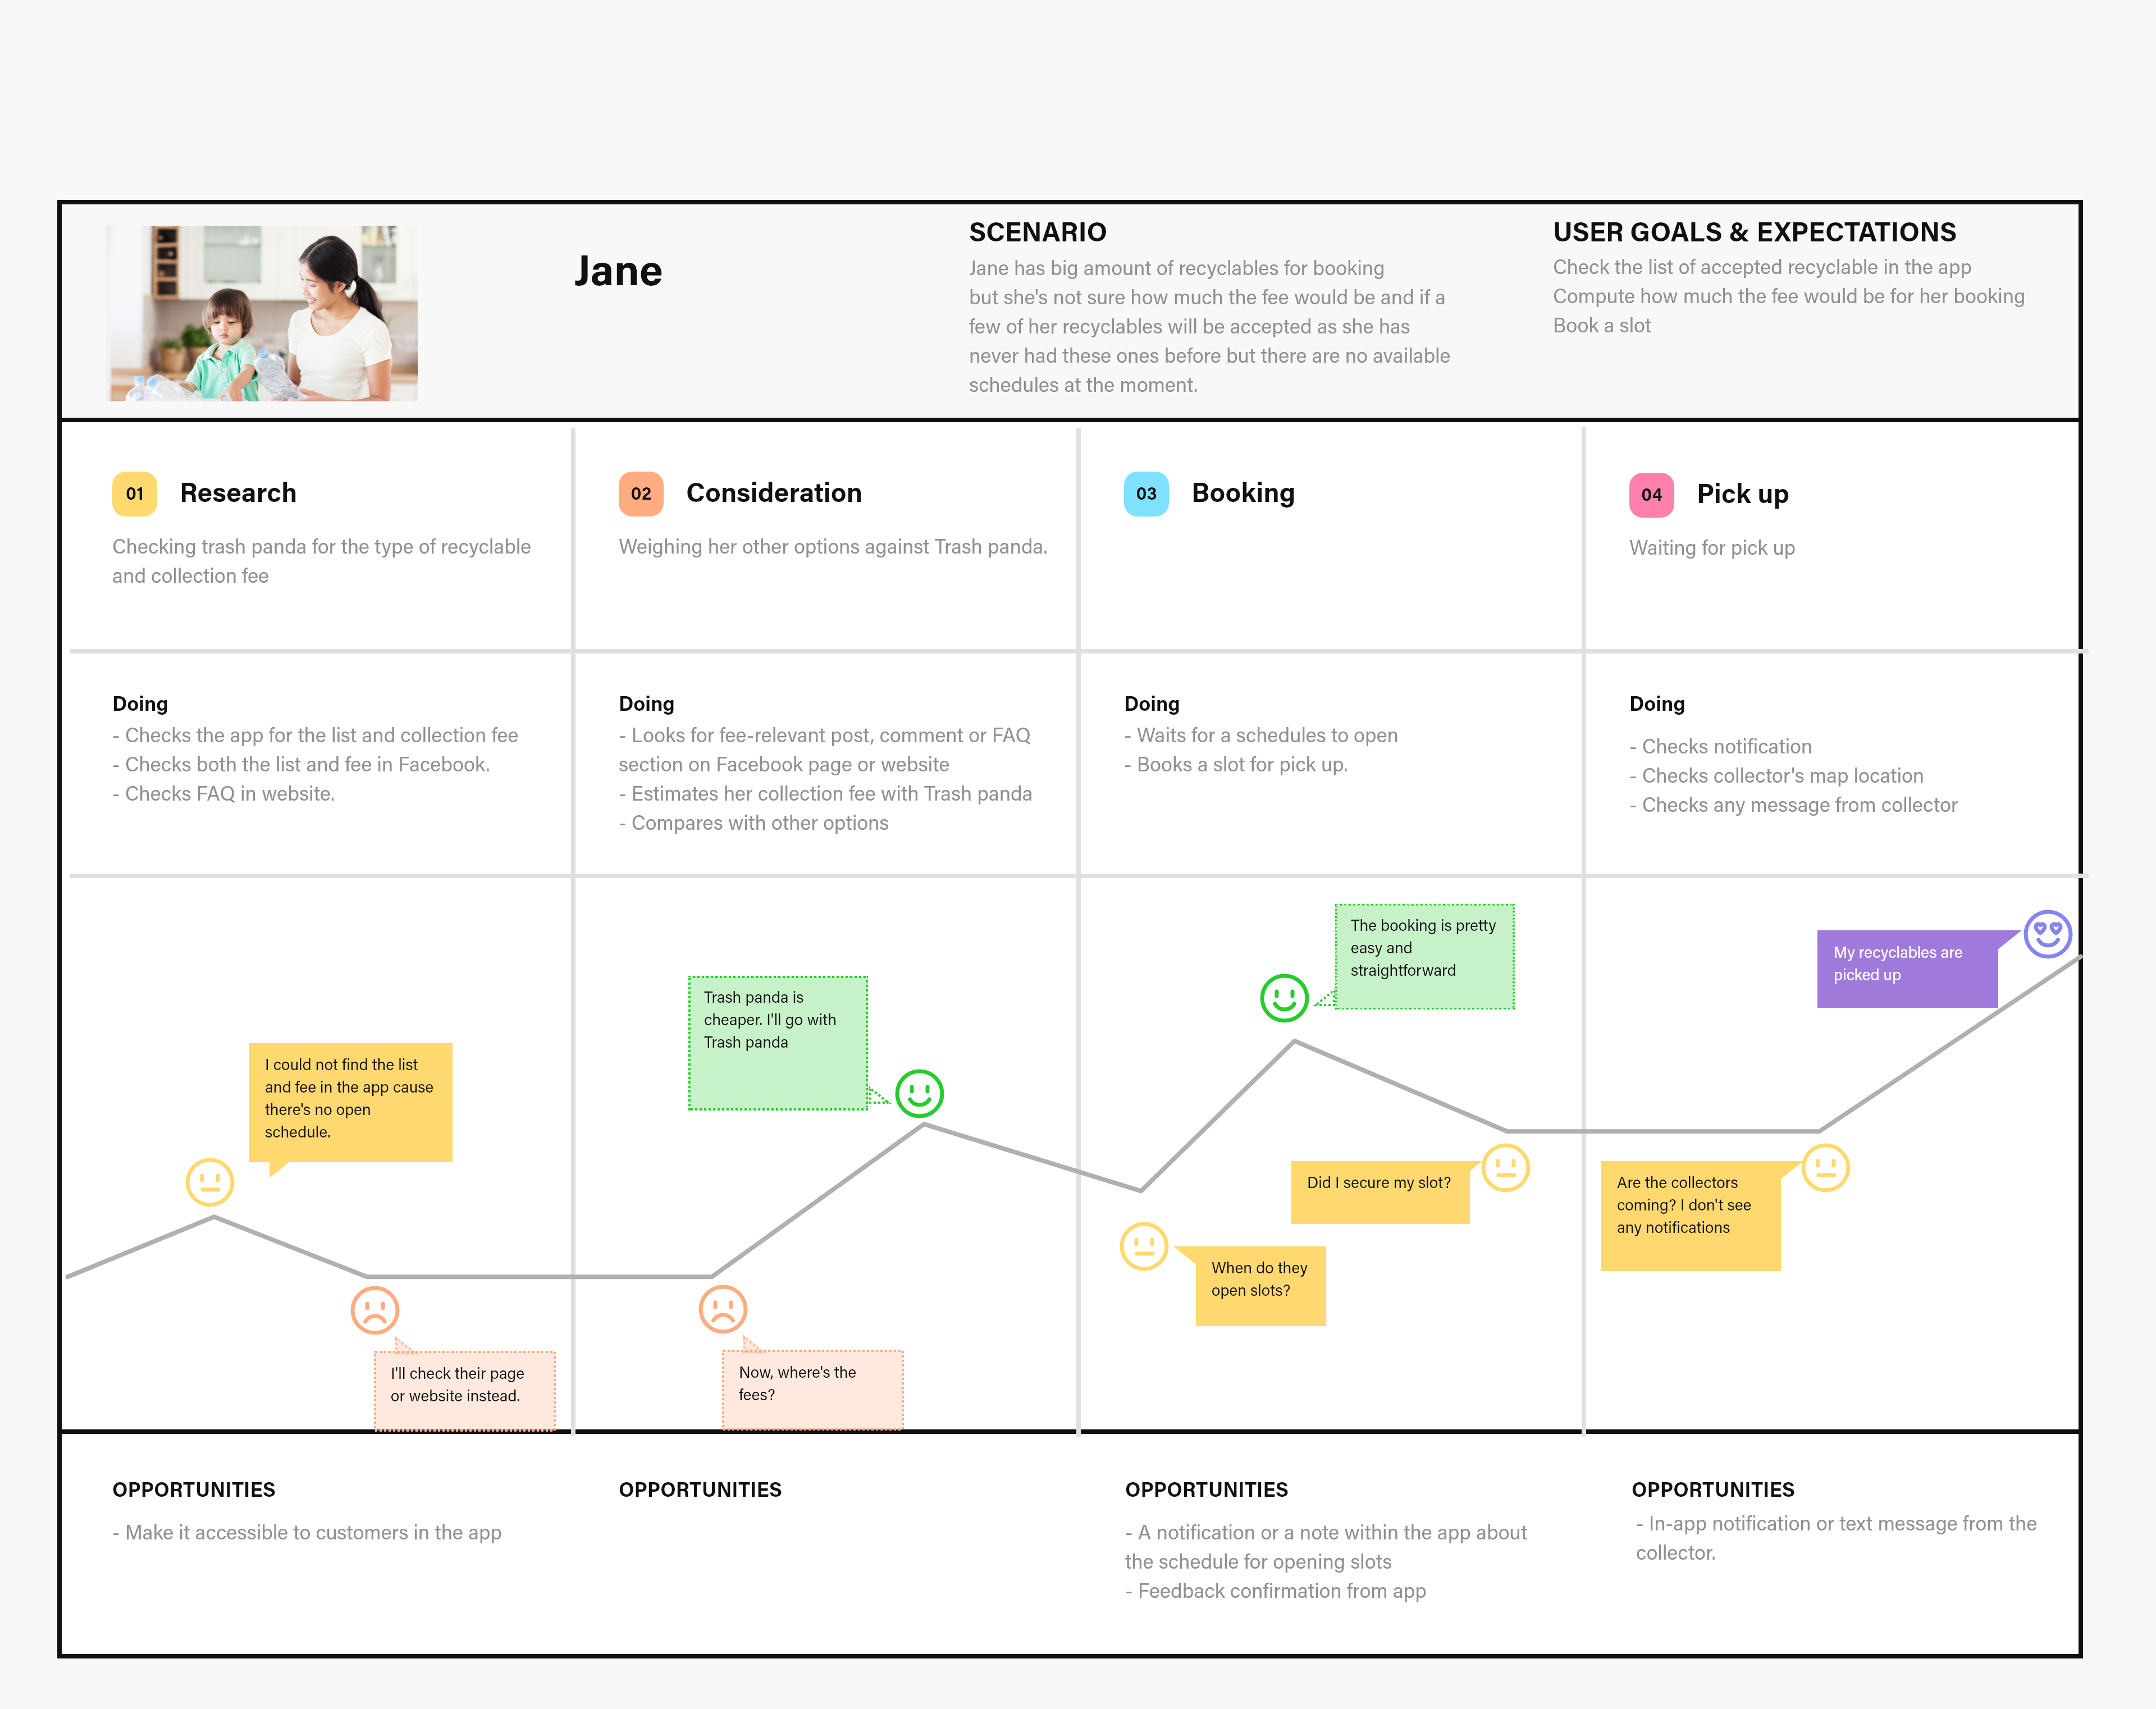 Jane
SCENARIO
Jane has big amount of recyclables for booking
but she's not sure how much the fee would be and if a
few of her recyclables will be accepted as she has
never had these ones before but there are no available
schedules at the moment.
USER GOALS & EXPECTATIONS
Check the list of accepted recyclable in the app
Compute how much the fee would be for her booking
Book a slot
01
Research
Checking trash panda for the type of recyclable
and collection fee
02
Consideration
Weighing her other options against Trash panda.
03
Booking
04
Pick up
Waiting for pick up
Doing
- Checks the app for the list and collection fee
- Checks both the list and fee in Facebook.
- Checks FAQ in website.
Doing
- Looks for fee-relevant post, comment or FAQ
section on Facebook page or website
- Estimates her collection fee with Trash panda
- Compares with other options
Doing
- Waits for a schedules to open
- Books a slot for pick up.
Doing
- Checks notification
- Checks collector's map location
- Checks any message from collector
I could not find the list
and fee in the app cause
there's no open
schedule.
I'll check their page
or website instead.
Trash panda is
cheaper. I'll go with
Trash panda
Now, where's the
fees?
The booking is pretty
easy and
straightforward
Did I secure my slot?
When do they
open slots?
My recyclables are
picked up
Are the collectors
coming? I don't see
any notifications
OPPORTUNITIES
- Make it accessible to customers in the app
OPPORTUNITIES
OPPORTUNITIES
- A notification or a note within the app about
the schedule for opening slots
- Feedback confirmation from app
OPPORTUNITIES
- In-app notification or text message from the
collector.